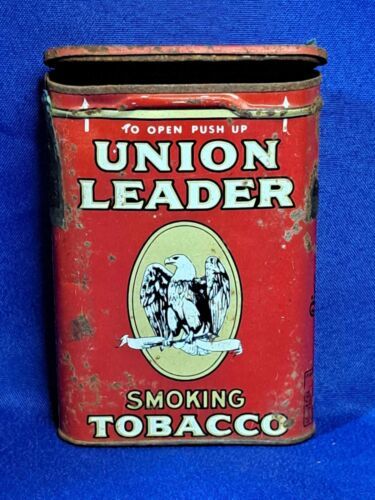 TO OPEN PUSH UP
UNION
LEADER
SMOKING
TOBACCO